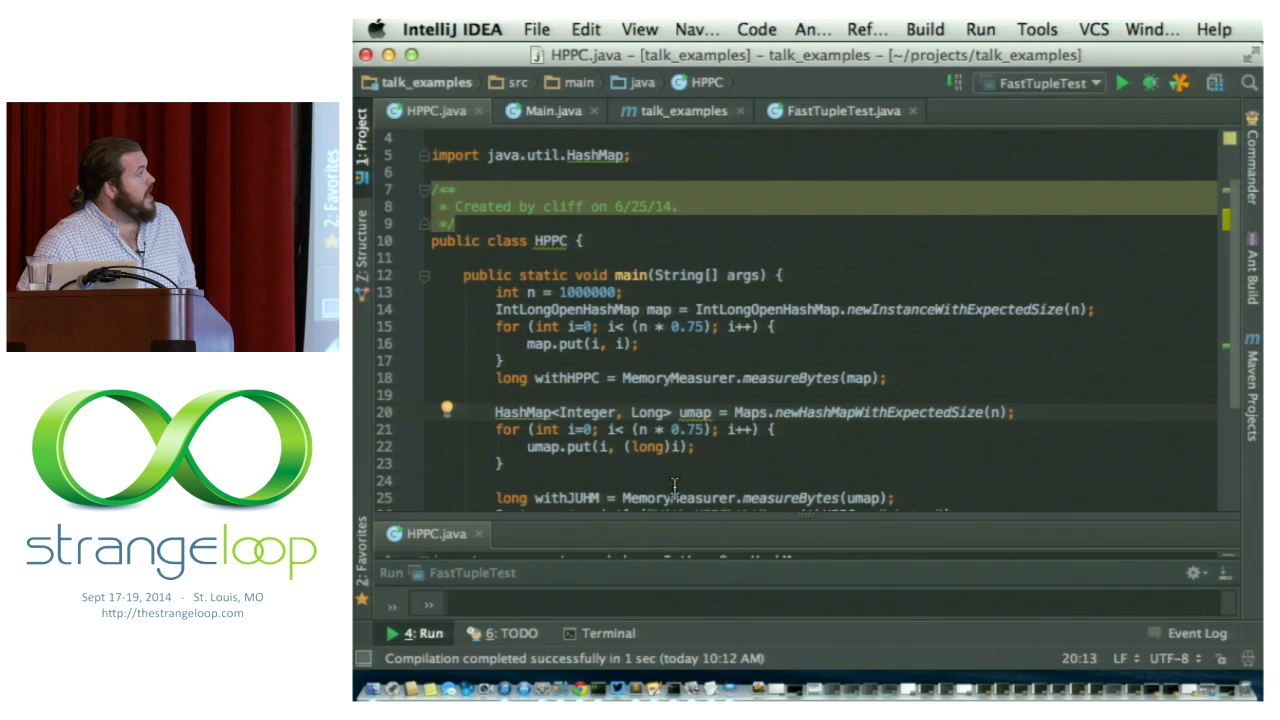 IntelliJ IDEA File Edit View Nav... Code An... Ref... Build Run Tools VCS Wind... Help
HPPC.java – [talk_examples] – talk_examples – [~/projects/talk_examples]
talk_examples src main java HPPC FastTupleTest
HPPC.java Main.java talk_examples FastTupleTest.java
1: Project
Z: Structure
2: Favorites
4
5 import java.util.HashMap;
6
7 /**
8 * Created by cliff on 6/25/14.
9 */
10 public class HPPC {
11
12 public static void main(String[] args) {
13 int n = 1000000;
14 IntLongOpenHashMap map = IntLongOpenHashMap.newInstanceWithExpectedSize(n);
15 for (int i=0; i< (n * 0.75); i++) {
16 map.put(i, i);
17 }
18 long withHPPC = MemoryMeasurer.measureBytes(map);
19
20 HashMap<Integer, Long> umap = Maps.newHashMapWithExpectedSize(n);
21 for (int i=0; i< (n * 0.75); i++) {
22 umap.put(i, (long)i);
23 }
24
25 long withJUHM = MemoryMeasurer.measureBytes(umap);
Commander
Ant Build
m Maven Projects
HPPC.java
Run FastTupleTest
» »
4: Run 6: TODO Terminal Event Log
Compilation completed successfully in 1 sec (today 10:12 AM) 20:13 LF UTF-8
2: Favorites
strangeloop
Sept 17-19, 2014 - St. Louis, MO
http://thestrangeloop.com